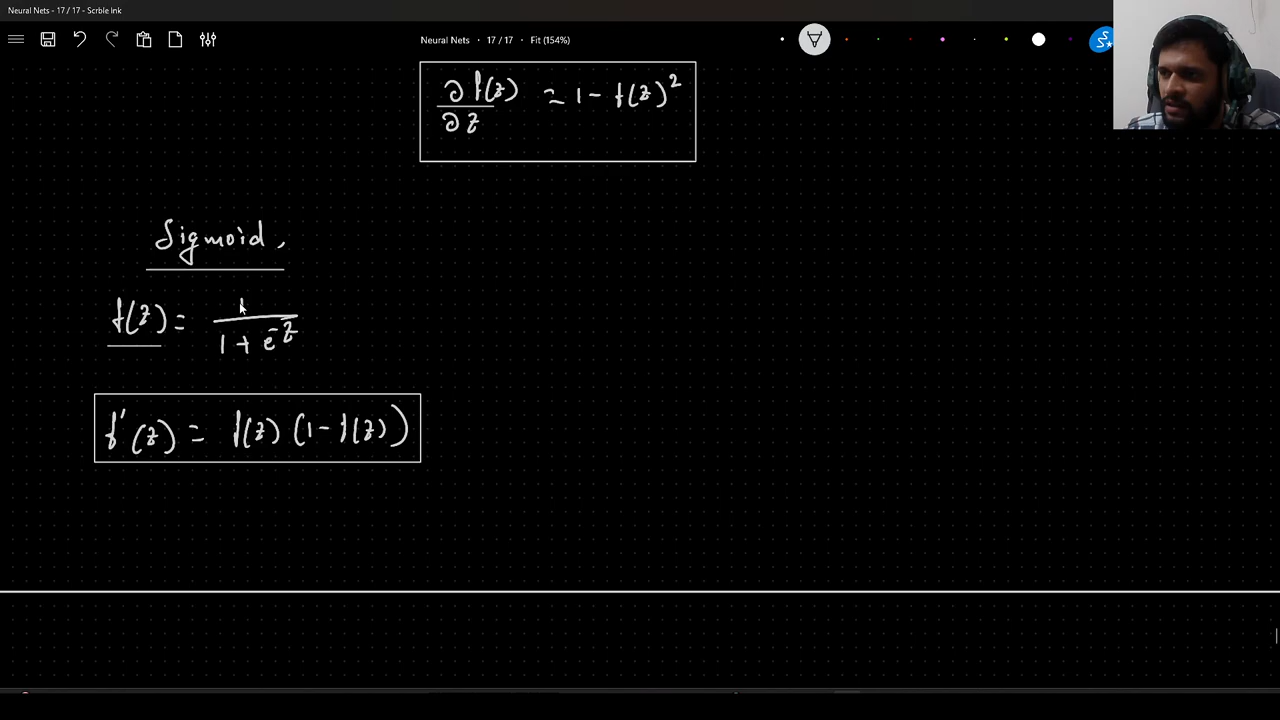 Neural Nets - 17 / 17 - Scrble Ink
Neural Nets • 17 / 17 • Fit (154%)
∂f(z)/∂z = 1 - f(z)²
Sigmoid,
f(z) = 1/(1 + e^-z)
f'(z) = f(z) (1 - f(z))